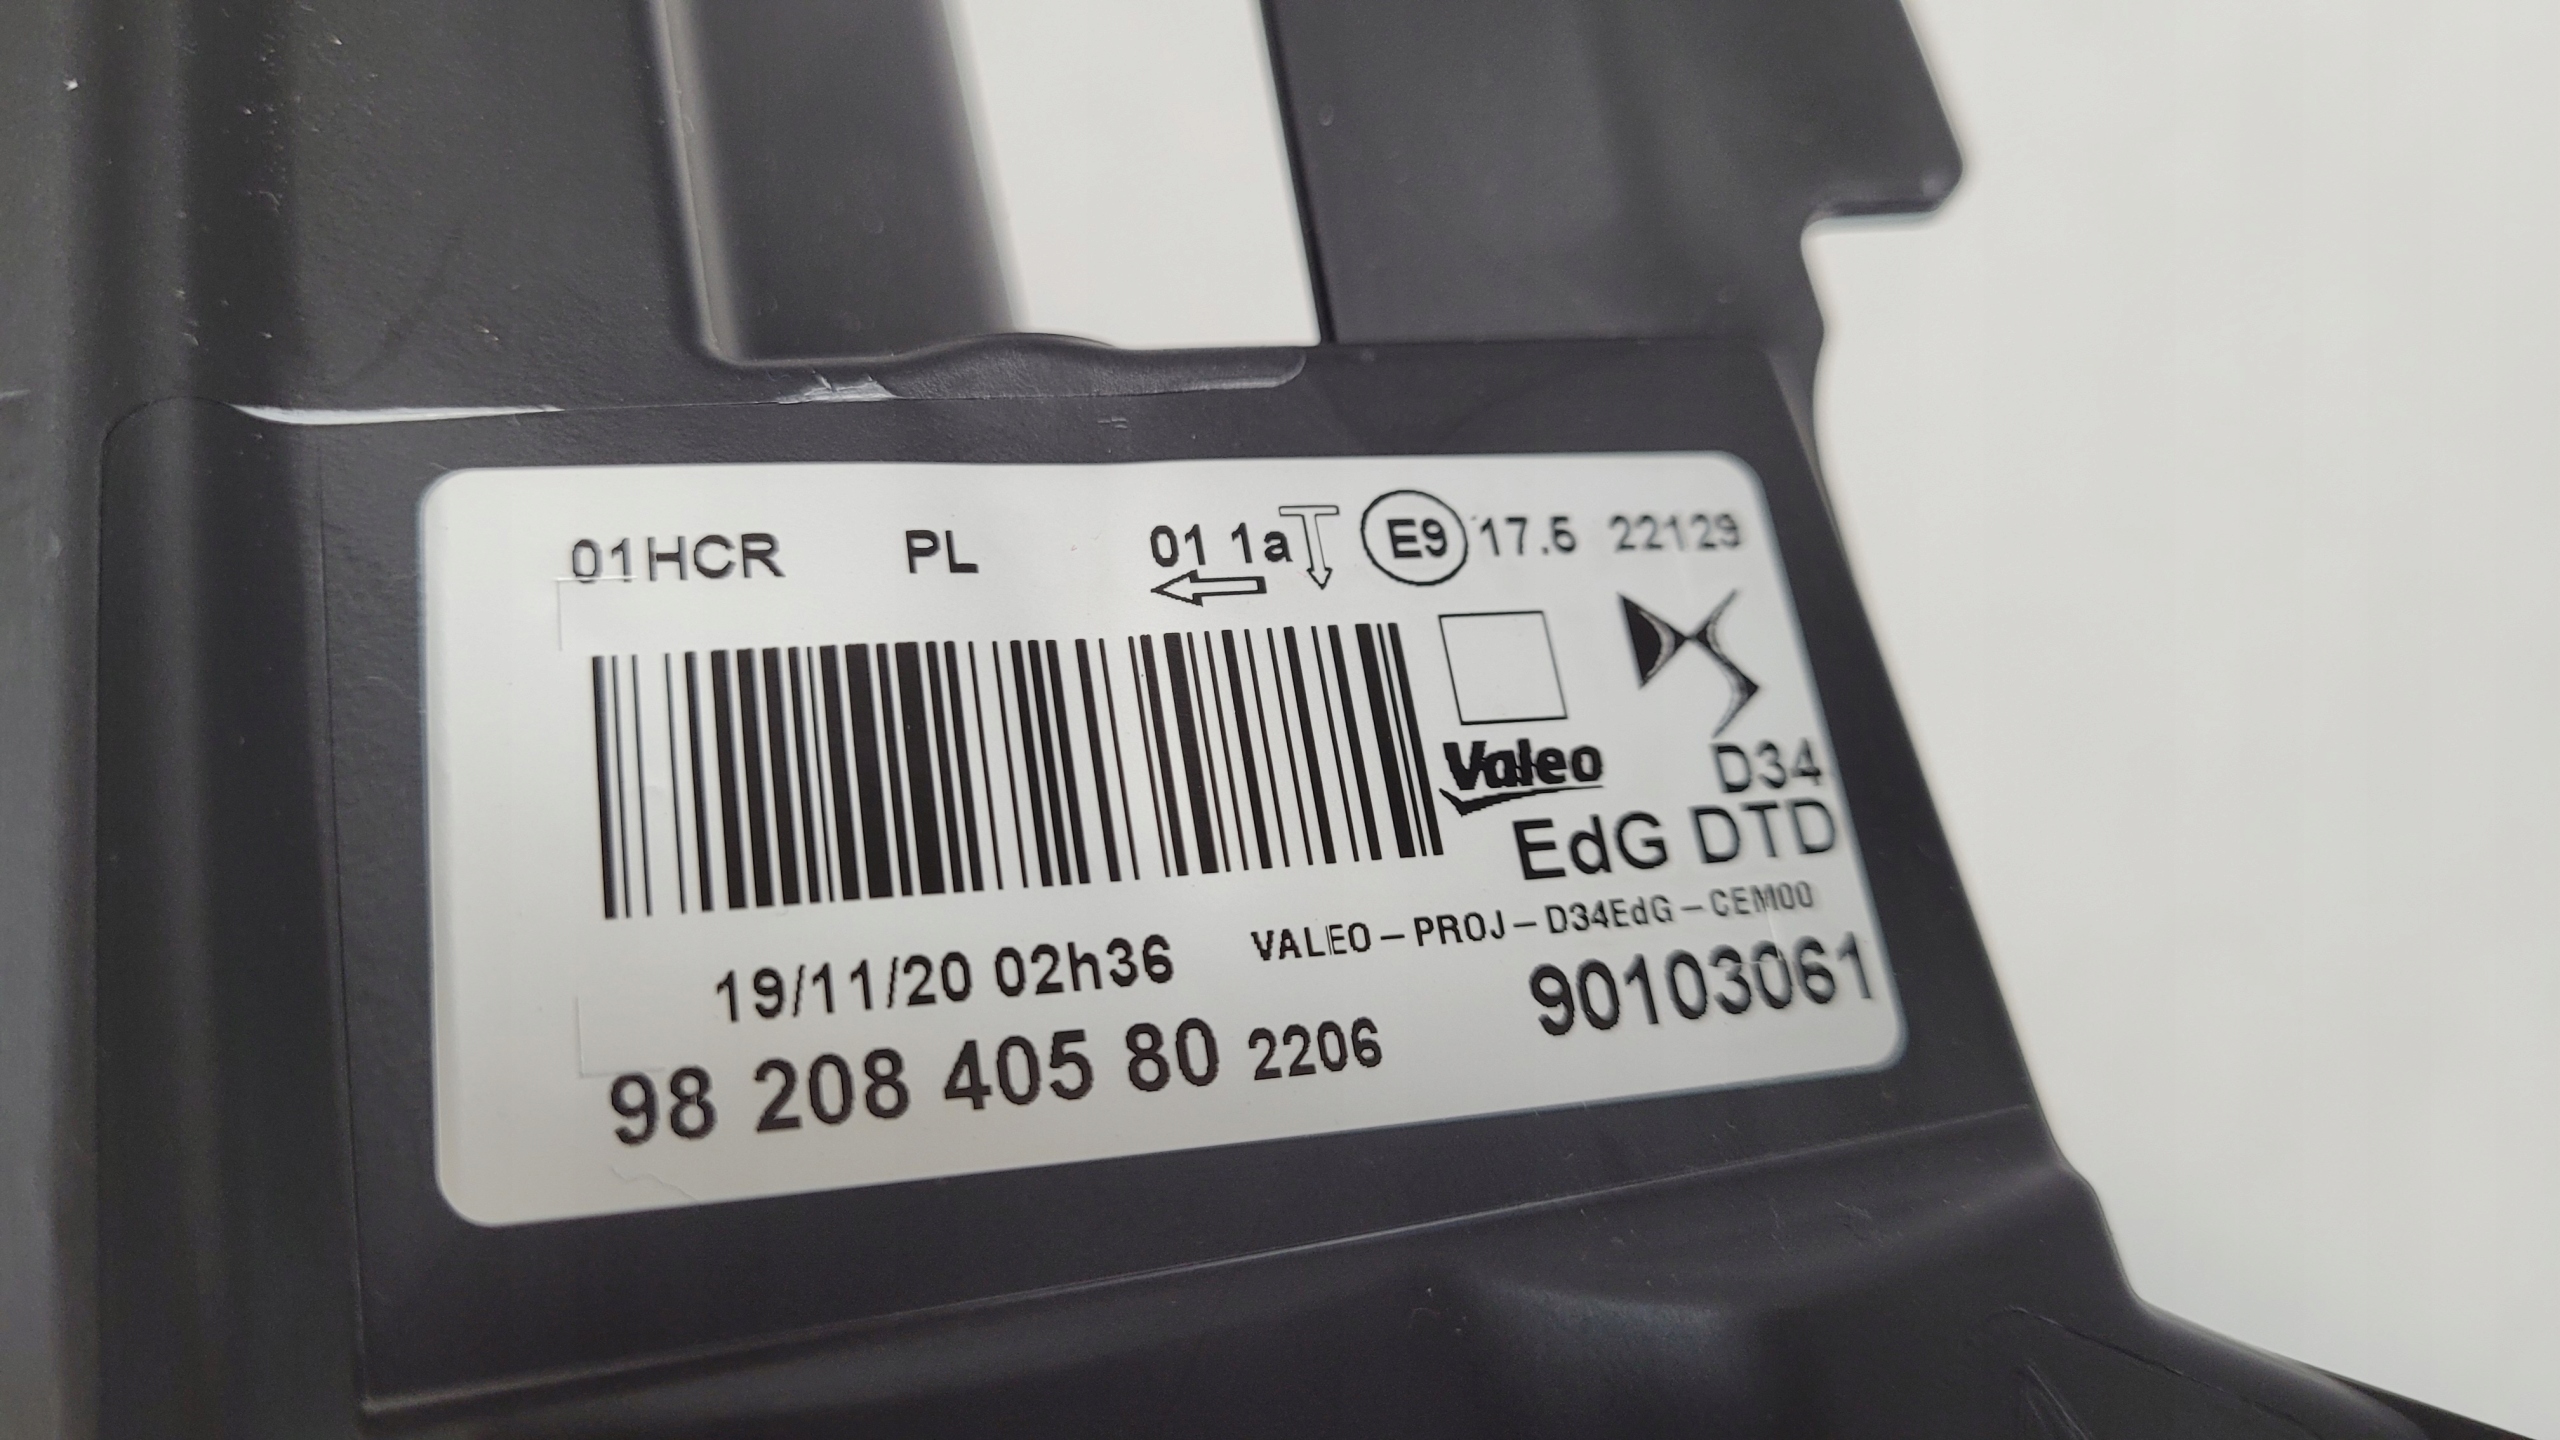 01HCR PL 01 1a E9 17.5 22129
Valeo
D34
EdG DTD
VALEO-PROJ-D34EdG-CEM00
19/11/20 02h36
90103061
98 208 405 80 2206